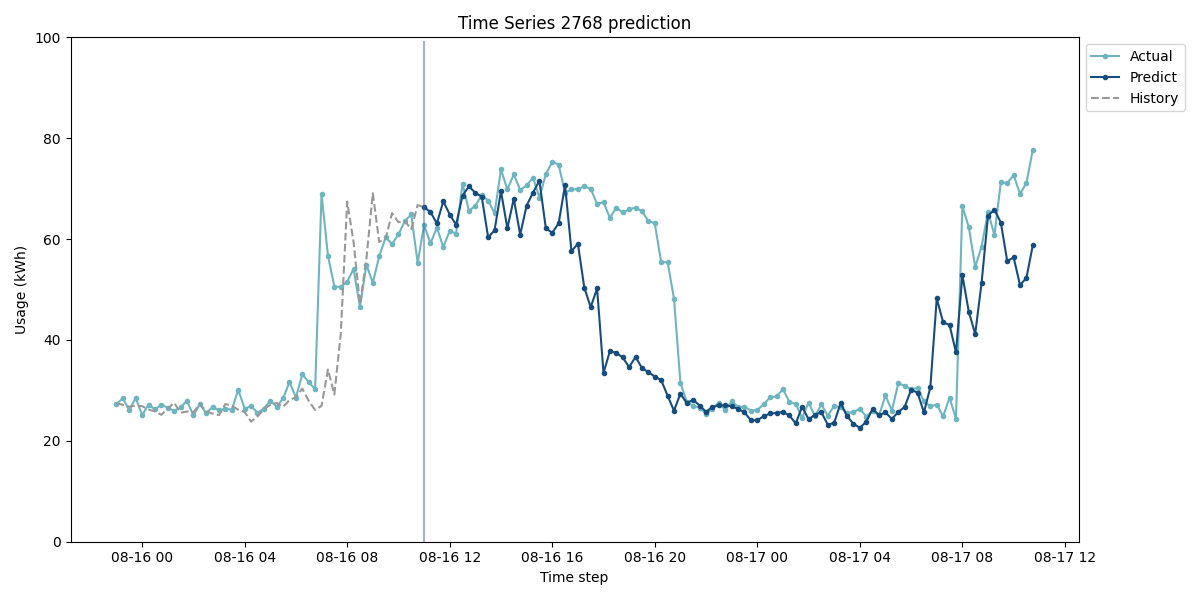 Time Series 2768 prediction
100
80
60
40
20
0
Usage (kWh)
08-16 00
08-16 04
08-16 08
08-16 12
08-16 16
08-16 20
08-17 00
08-17 04
08-17 08
08-17 12
Time step
Actual
Predict
History